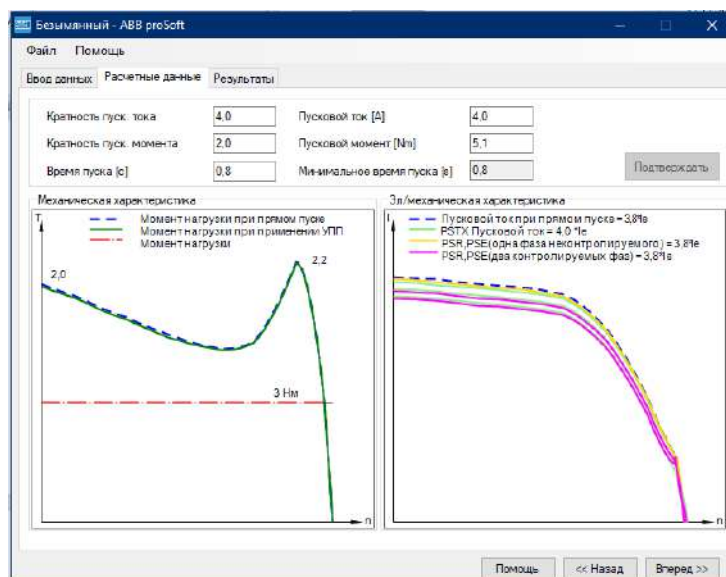 Безымянный - ABB proSoft
Файл Помощь
Ввод данных Расчетные данные Результаты
Кратность пуск. тока 4,0 Пусковой ток [А] 4,0
Кратность пуск. момента 2,0 Пусковой момент [Nm] 5,1
Время пуска [с] 0,8 Минимальное время пуска [s] 0,8 Подтверждать
Механическая характеристика Эл/механическая характеристика
T
Момент нагрузки при прямом пуске
Момент нагрузки при применении УПП
Момент нагрузки
2,0
2,2
3 Нм
n
I
Пусковой ток при прямом пуске = 3,8*Ie
PSTX Пусковой ток = 4,0 *Ie
PSR,PSE(одна фаза неконтролируемого) = 3,8*Ie
PSR,PSE(два контролируемых фаз) = 3,8*Ie
n
Помощь << Назад Вперед >>